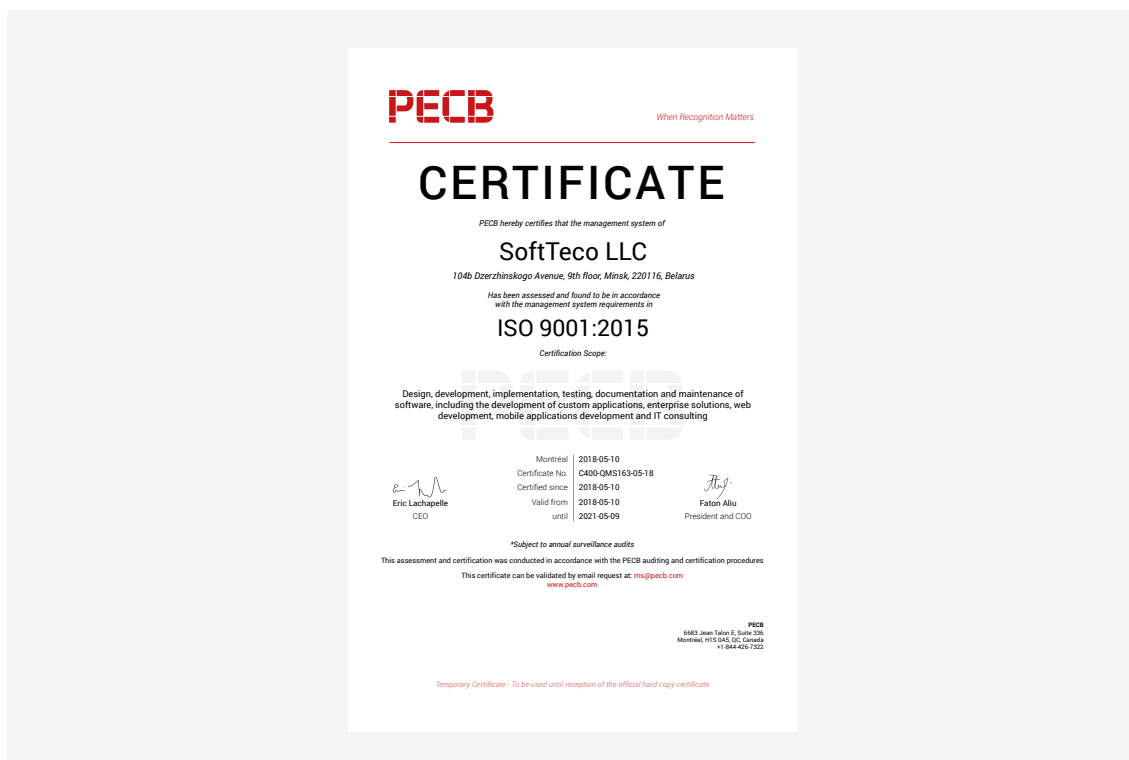 PECB
When Recognition Matters
CERTIFICATE
PECB hereby certifies that the management system of
SoftTeco LLC
104b Dzerzhinskogo Avenue, 9th floor, Minsk, 220116, Belarus
Has been assessed and found to be in accordance
with the management system requirements in
ISO 9001:2015
Certification Scope:
PECB
Design, development, implementation, testing, documentation and maintenance of
software, including the development of custom applications, enterprise solutions, web
development, mobile applications development and IT consulting
Montréal 2018-05-10
Certificate No. C400-QMS163-05-18
Certified since 2018-05-10
Valid from 2018-05-10
until 2021-05-09
Eric Lachapelle
CEO
Faton Aliu
President and COO
*Subject to annual surveillance audits
This assessment and certification was conducted in accordance with the PECB auditing and certification procedures
This certificate can be validated by email request at: ms@pecb.com
www.pecb.com
PECB
6683 Jean Talon E, Suite 336
Montréal, H1S 0A5, QC, Canada
+1-844-426-7322
Temporary Certificate - To be used until reception of the official hard copy certificate